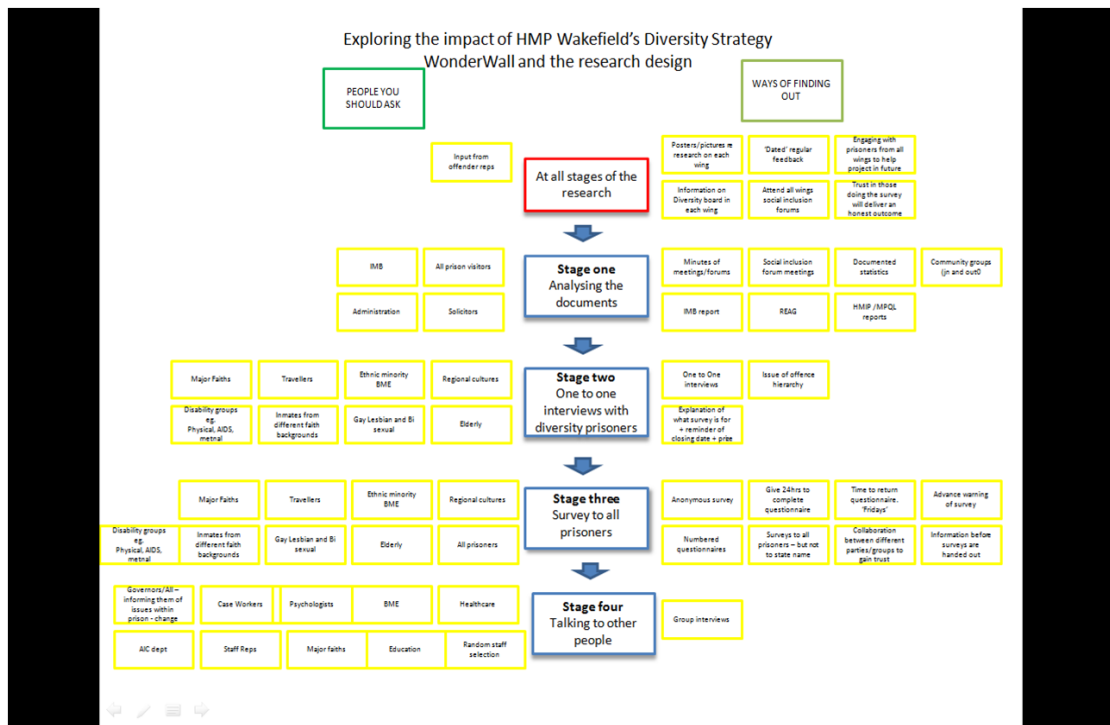 Exploring the impact of HMP Wakefield's Diversity Strategy
WonderWall and the research design
PEOPLE YOU
SHOULD ASK
WAYS OF FINDING
OUT
Input from
offender reps
At all stages of the
research
Posters/pictures re
research on each
wing
'Dated' regular
feedback
Engaging with
prisoners from all
wings to help
project in future
Information on
Diversity board in
each wing
Attend all wings
social inclusion
forums
Trust in those
doing the survey
will deliver an
honest outcome
IMB
All prison visitors
Administration
Solicitors
Stage one
Analysing the
documents
Minutes of
meetings/forums
Social inclusion
forum meetings
Documented
statistics
Community groups
(jn and out0
IMB report
REAG
HMIP /MPQL
reports
Major Faiths
Travellers
Ethnic minority
BME
Regional cultures
Disability groups
eg.
Physical, AIDS,
metnal
Inmates from
different faith
backgrounds
Gay Lesbian and Bi
sexual
Elderly
Stage two
One to one
interviews with
diversity prisoners
One to One
interviews
Issue of offence
hierarchy
Explanation of
what survey is for
+ reminder of
closing date + prize
Major Faiths
Travellers
Ethnic minority
BME
Regional cultures
Disability groups
eg.
Physical, AIDS,
metnal
Inmates from
different faith
backgrounds
Gay Lesbian and Bi
sexual
Elderly
All prisoners
Stage three
Survey to all
prisoners
Anonymous survey
Give 24hrs to
complete
questionnaire
Time to return
questionnaire.
'Fridays'
Advance warning
of survey
Numbered
questionnaires
Surveys to all
prisoners – but not
to state name
Collaboration
between different
parties/groups to
gain trust
Information before
surveys are
handed out
Governors/All –
informing them of
issues within
prison - change
Case Workers
Psychologists
BME
Healthcare
AIC dept
Staff Reps
Major faiths
Education
Random staff
selection
Stage four
Talking to other
people
Group interviews